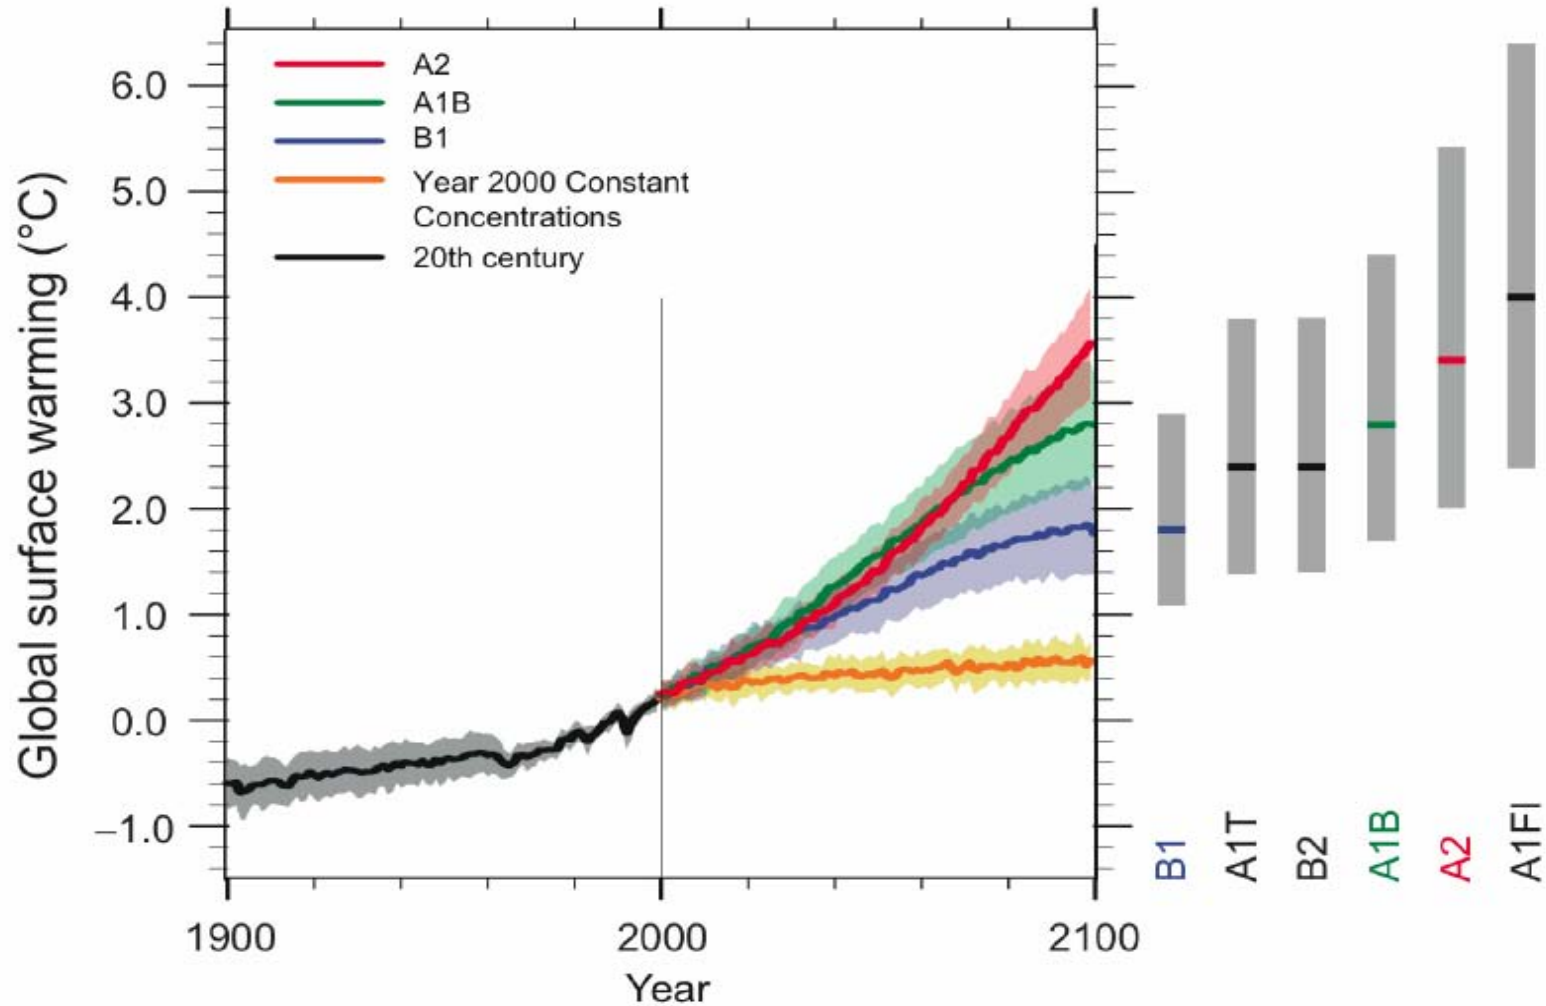 Global surface warming (°C)
6.0
5.0
4.0
3.0
2.0
1.0
0.0
−1.0
A2
A1B
B1
Year 2000 Constant
Concentrations
20th century
1900
2000
2100
Year
B1
A1T
B2
A1B
A2
A1FI